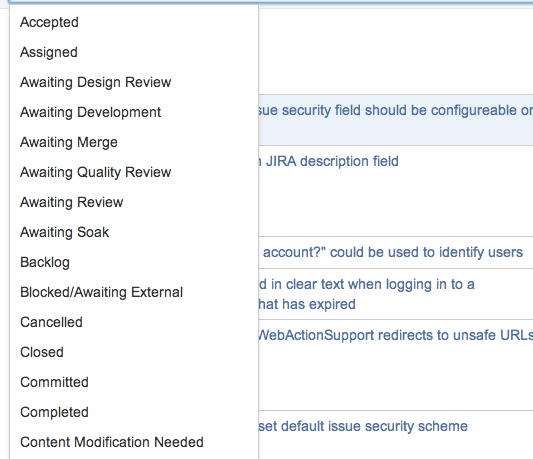 Accepted
Assigned
Awaiting Design Review
Awaiting Development
Awaiting Merge
Awaiting Quality Review
Awaiting Review
Awaiting Soak
Backlog
Blocked/Awaiting External
Cancelled
Closed
Committed
Completed
Content Modification Needed
security field should be configureable or
JIRA description field
account?" could be used to identify users
in clear text when logging in to a
that has expired
WebActionSupport redirects to unsafe URLs
set default issue security scheme